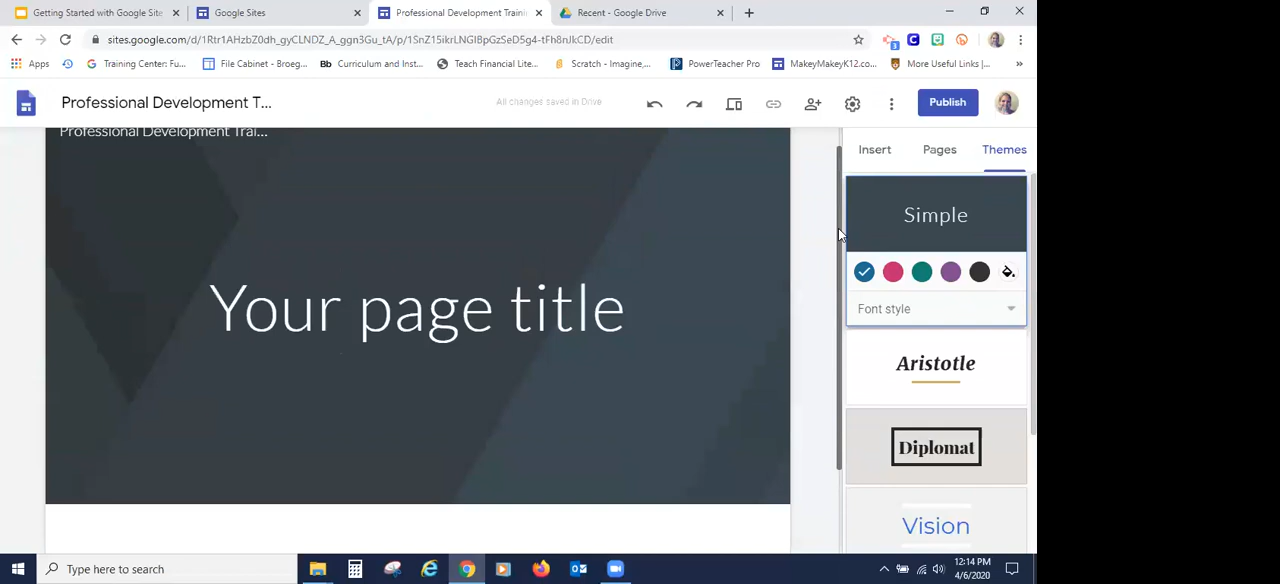 Getting Started with Google Site
Google Sites
Professional Development Traini
Recent - Google Drive
sites.google.com/d/1Rtr1AHzbZ0dh_gyCLNDZ_A_ggn3Gu_tA/p/1SnZ15ikrLNGIBpGzSeD5g4-tFh8nJkCD/edit
Apps
Training Center: Fu...
File Cabinet - Broeg...
Bb Curriculum and Inst...
Teach Financial Lite...
Scratch - Imagine,...
PowerTeacher Pro
MakeyMakeyK12.co...
More Useful Links |...
»
Professional Development T...
All changes saved in Drive
Publish
Professional Development Trai...
Insert
Pages
Themes
Simple
Your page title
Font style
Aristotle
Diplomat
Vision
Type here to search
12:14 PM
4/6/2020